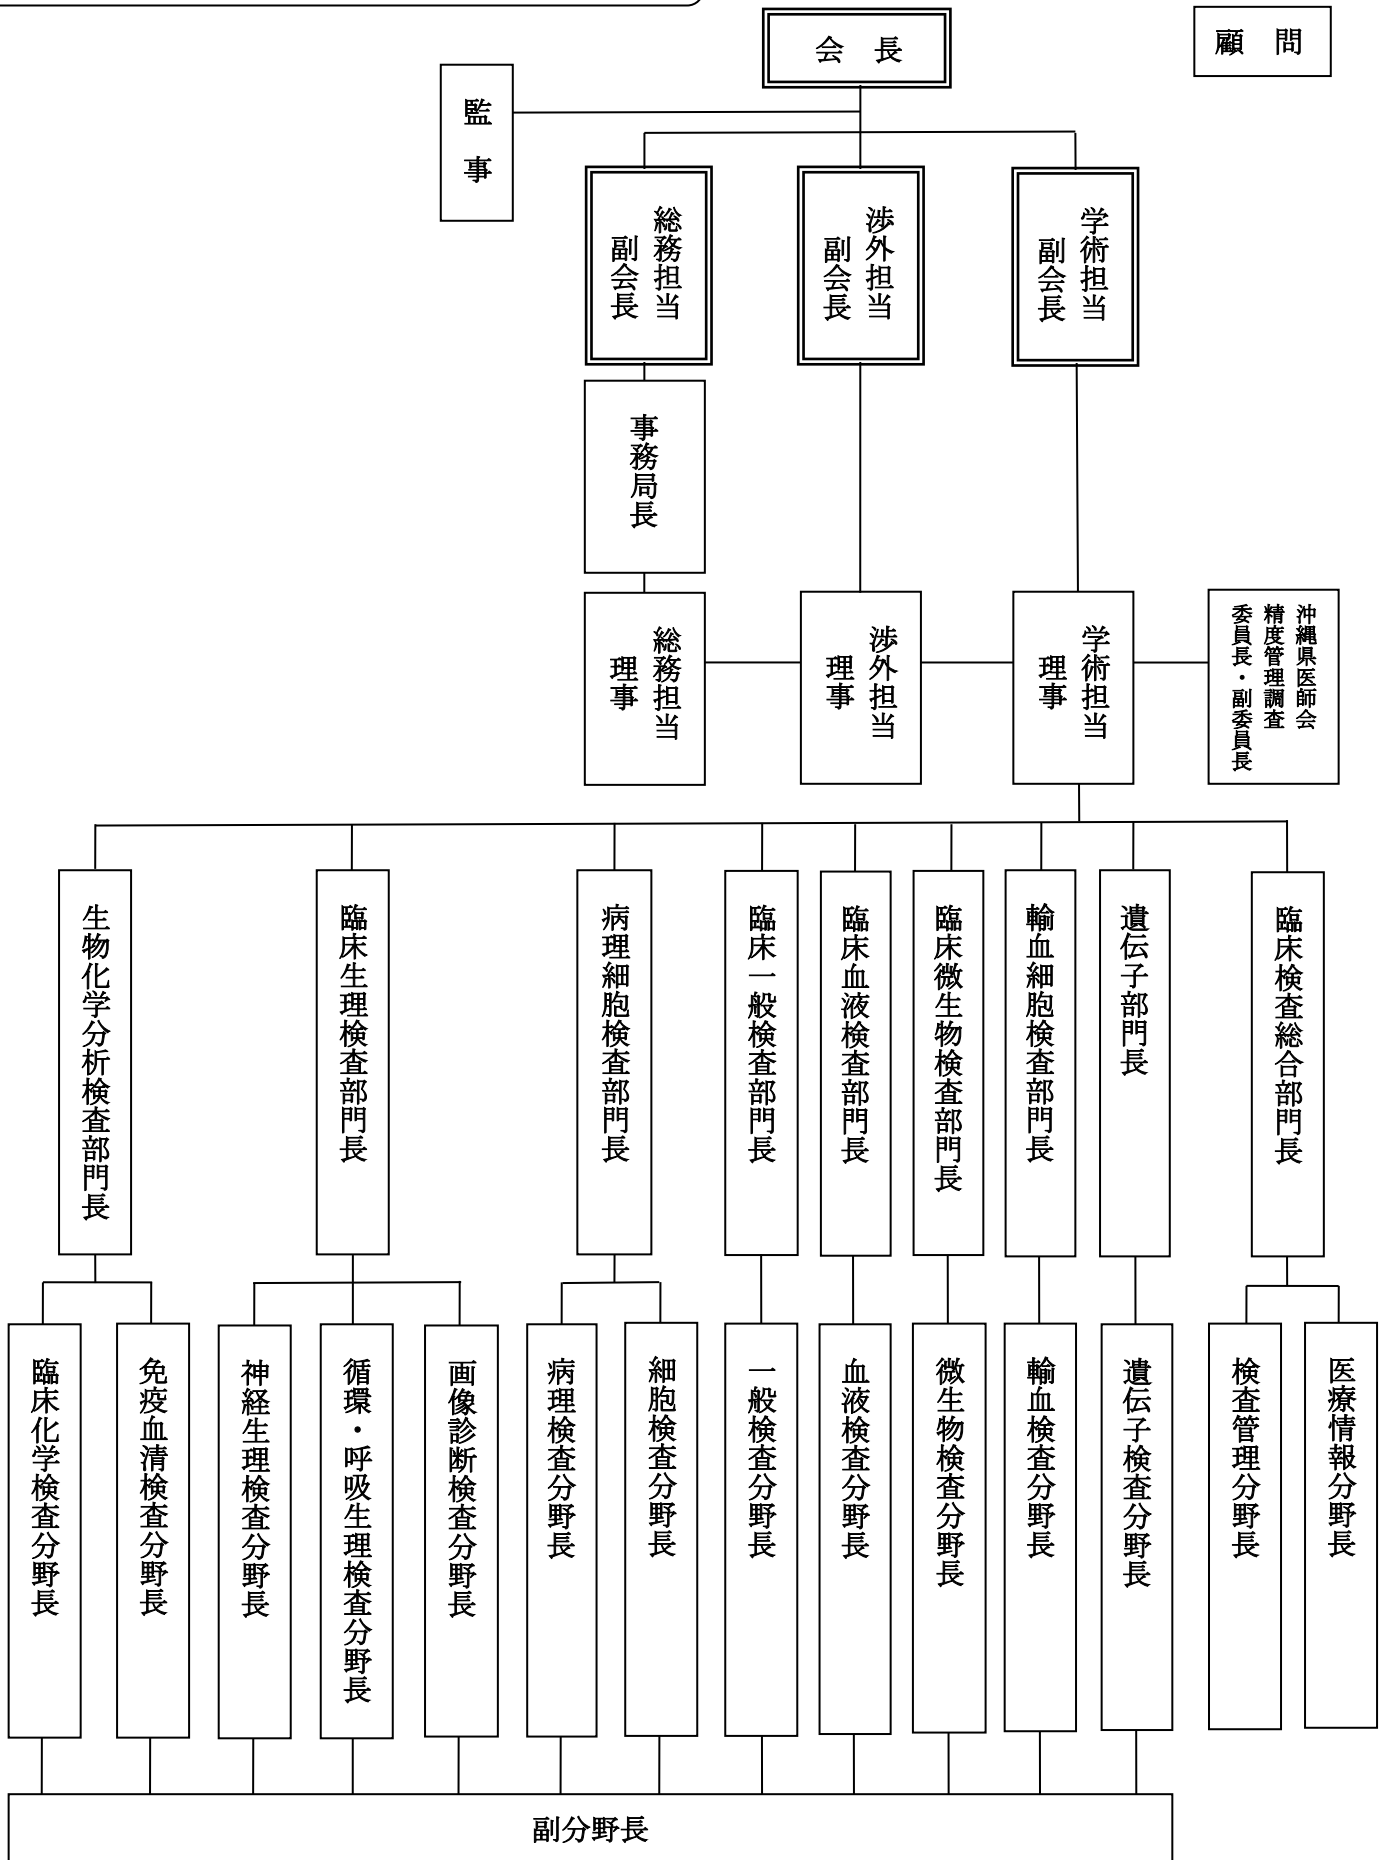 会 長
顧 問
監事
総務担当
副会長
渉外担当
副会長
学術担当
副会長
事務局長
総務担当
理事
渉外担当
理事
学術担当
理事
沖縄県医師会
精度管理調査
委員長・副委員長
生物化学分析検査部門長
臨床生理検査部門長
病理細胞検査部門長
臨床一般検査部門長
臨床血液検査部門長
臨床微生物検査部門長
輸血細胞検査部門長
遺伝子部門長
臨床検査総合部門長
臨床化学検査分野長
免疫血清検査分野長
神経生理検査分野長
循環・呼吸生理検査分野長
画像診断検査分野長
病理検査分野長
細胞検査分野長
一般検査分野長
血液検査分野長
微生物検査分野長
輸血検査分野長
遺伝子検査分野長
検査管理分野長
医療情報分野長
副分野長